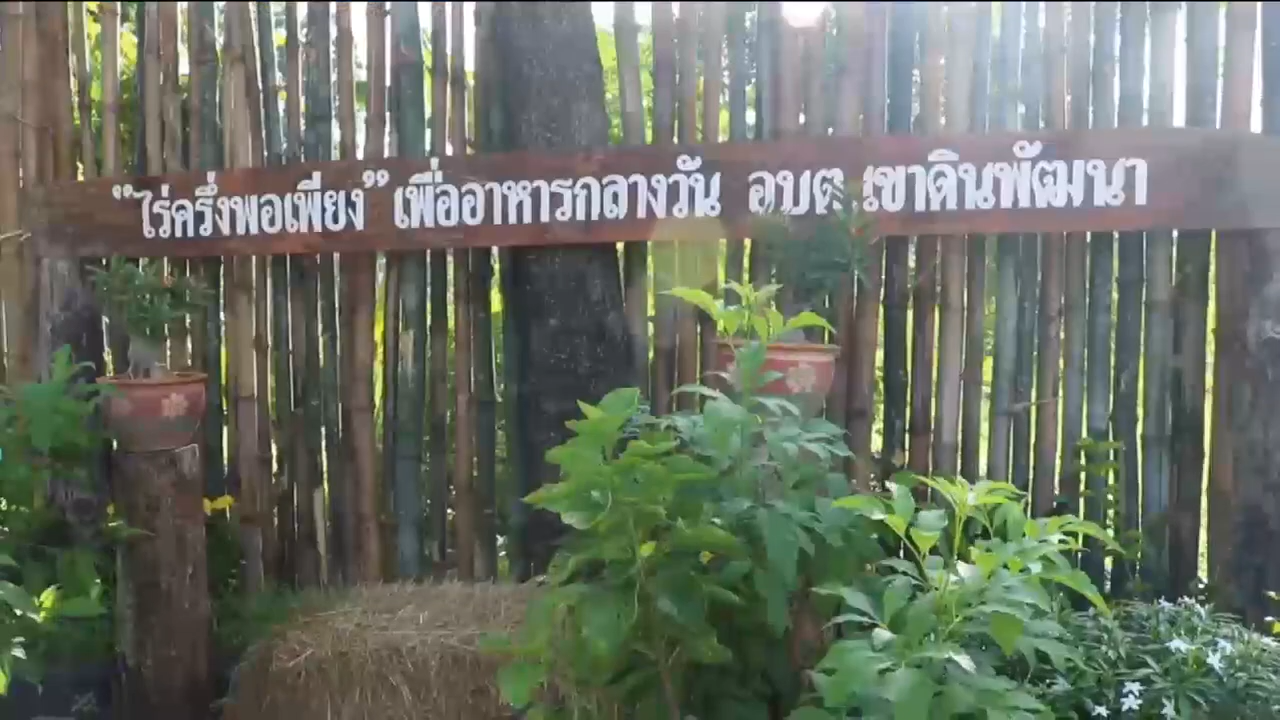 “ไร่ครึ่งพอเพียง” เพื่ออาหารกลางวัน อบต.เขาดินพัฒนา